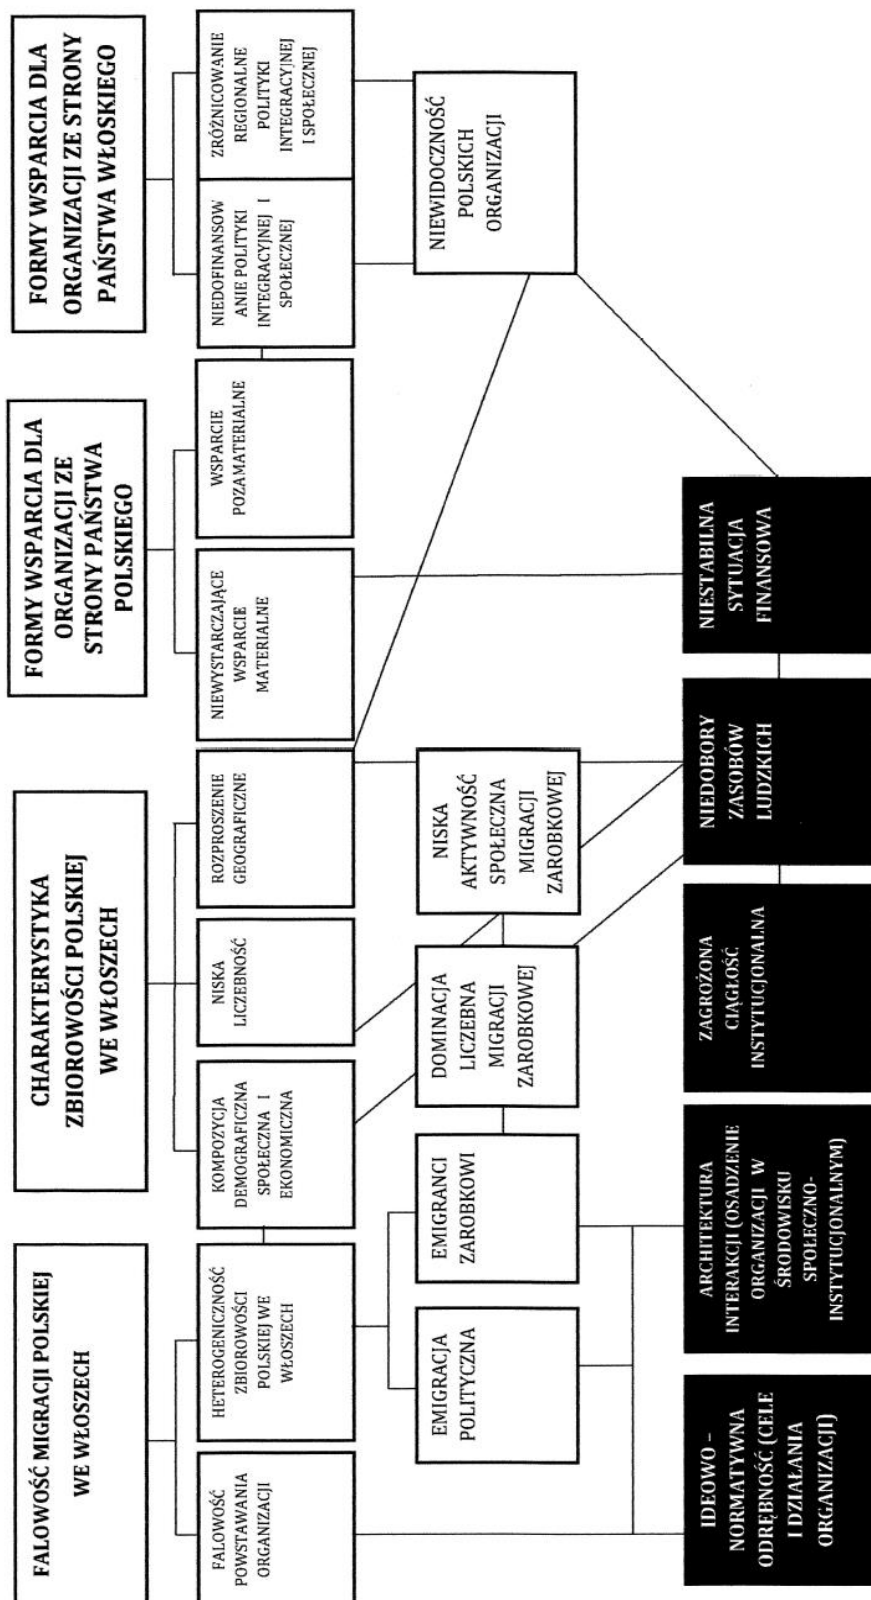 FALOWOŚĆ MIGRACJI POLSKIEJ
WE WŁOSZECH
CHARAKTERYSTYKA
ZBIOROWOŚCI POLSKIEJ
WE WŁOSZECH
FORMY WSPARCIA DLA
ORGANIZACJI ZE
STRONY PAŃSTWA
POLSKIEGO
FORMY WSPARCIA DLA
ORGANIZACJI ZE STRONY
PAŃSTWA WŁOSKIEGO
FALOWOŚĆ
POWSTAWANIA
ORGANIZACJI
HETEROGENICZNOŚĆ
ZBIOROWOŚCI
POLSKIEJ WE
WŁOSZECH
KOMPOZYCJA
DEMOGRAFICZNA
SPOŁECZNA I
EKONOMICZNA
NISKA
LICZEBNOŚĆ
ROZPROSZENIE
GEOGRAFICZNE
NIEWYSTARCZAJĄCE
WSPARCIE
MATERIALNE
WSPARCIE
POZAMATERIALNE
NIEDOFINANSOW
ANIE POLITYKI
INTEGRACYJNEJ I
SPOŁECZNEJ
ZRÓŻNICOWANIE
REGIONALNE
POLITYKI
INTEGRACYJNEJ
I SPOŁECZNEJ
EMIGRACJA
POLITYCZNA
EMIGRANCI
ZAROBKOWI
DOMINACJA
LICZEBNA
MIGRACJI
ZAROBKOWEJ
NISKA
AKTYWNOŚĆ
SPOŁECZNA
MIGRACJI
ZAROBKOWEJ
NIEWIDOCZNOŚĆ
POLSKICH
ORGANIZACJI
IDEOWO –
NORMATYWNA
ODRĘBNOŚĆ (CELE
I DZIAŁANIA
ORGANIZACJI)
ARCHITEKTURA
INTERAKCJI (OSADZENIE
ORGANIZACJI W
ŚRODOWISKU
SPOŁECZNO-
INSTYTUCJONALNYM)
ZAGROŻONA
CIĄGŁOŚĆ
INSTYTUCJONALNA
NIEDOBORY
ZASOBÓW
LUDZKICH
NIESTABILNA
SYTUACJA
FINANSOWA